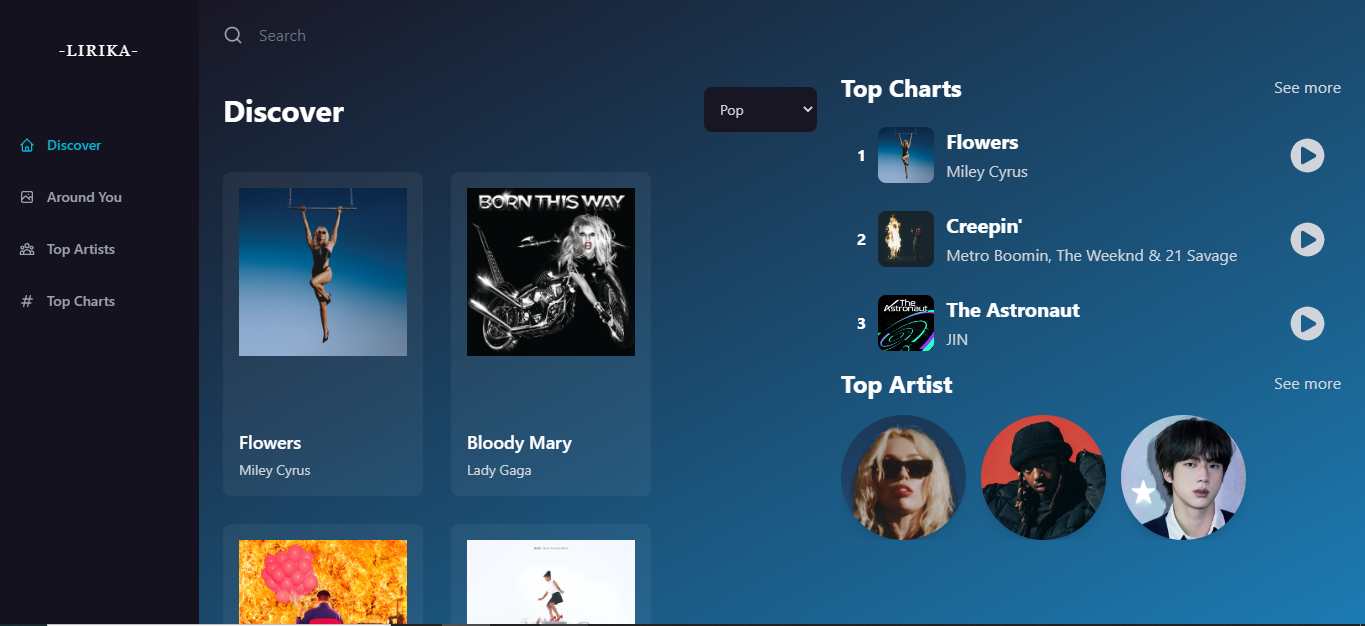 -LIRIKA-
Discover
Around You
Top Artists
# Top Charts
Search
Discover
Pop
BORN THIS WAY
Flowers
Miley Cyrus
Bloody Mary
Lady Gaga
Top Charts
See more
1
Flowers
Miley Cyrus
2
Creepin'
Metro Boomin, The Weeknd & 21 Savage
3
The
Astronaut
The Astronaut
JIN
Top Artist
See more